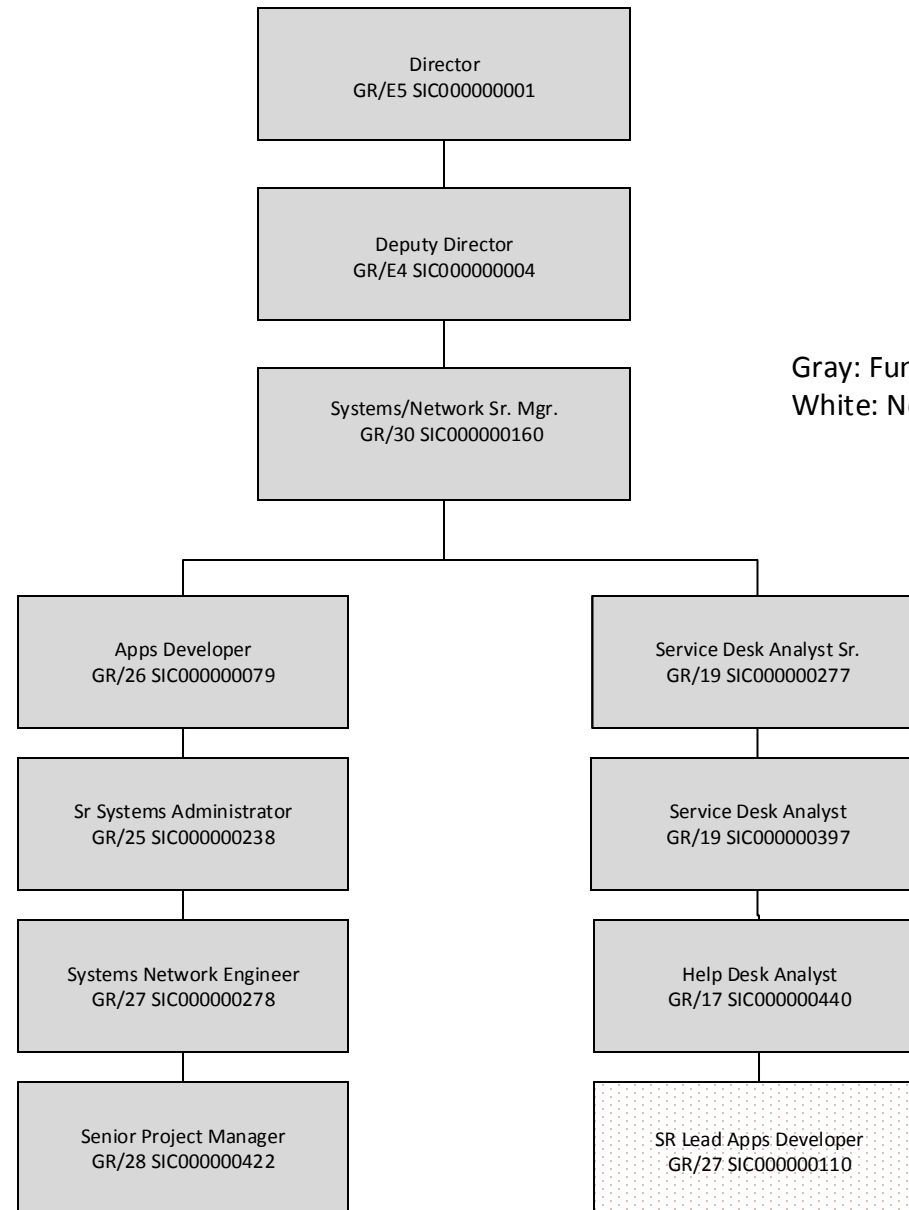 Director
GR/E5 SIC000000001
Deputy Director
GR/E4 SIC000000004
Systems/Network Sr. Mgr.
GR/30 SIC000000160
Gray:
White:
Apps Developer
GR/26 SIC000000079
Service Desk Analyst Sr.
GR/19 SIC000000277
Sr Systems Administrator
GR/25 SIC000000238
Service Desk Analyst
GR/19 SIC000000397
Systems Network Engineer
GR/27 SIC000000278
Help Desk Analyst
GR/17 SIC000000440
Senior Project Manager
GR/28 SIC000000422
SR Lead Apps Developer
GR/27 SIC000000110